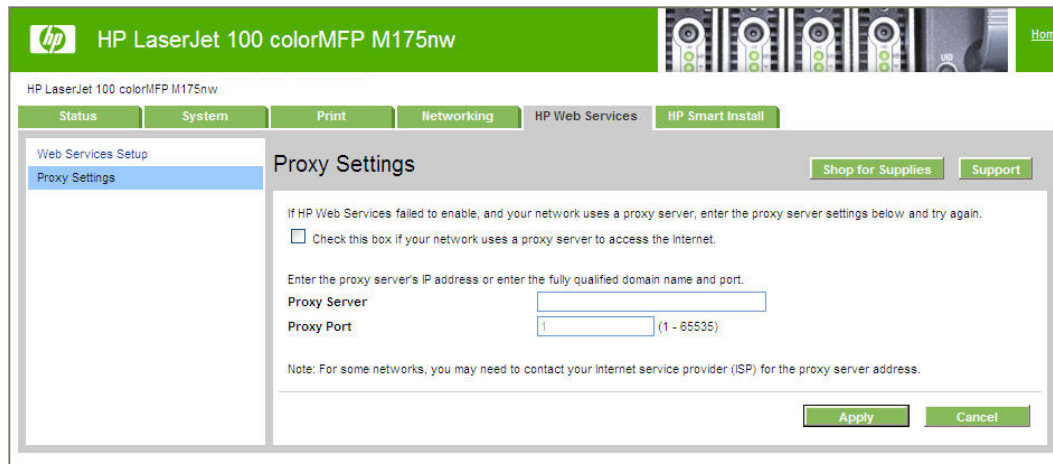 hp HP LaserJet 100 colorMFP M175nw
UID
HP LaserJet 100 colorMFP M175nw
Status System Print Networking HP Web Services HP Smart Install
Web Services Setup
Proxy Settings
Proxy Settings
Shop for Supplies Support
If HP Web Services failed to enable, and your network uses a proxy server, enter the proxy server settings below and try again.
Check this box if your network uses a proxy server to access the Internet.
Enter the proxy server's IP address or enter the fully qualified domain name and port.
Proxy Server
Proxy Port 1 (1 - 65535)
Note: For some networks, you may need to contact your Internet service provider (ISP) for the proxy server address.
Apply Cancel